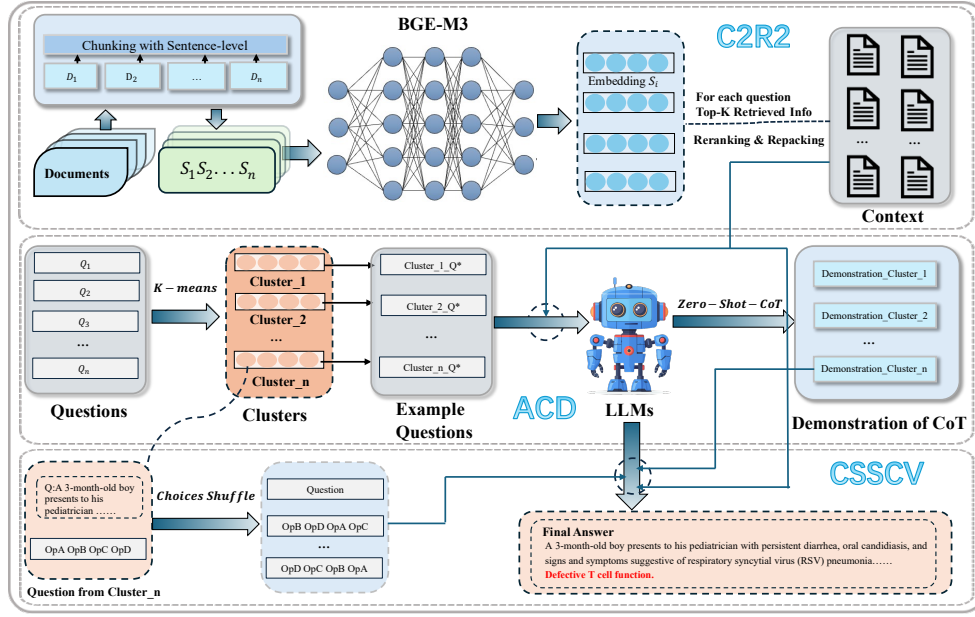 BGE-M3
C2R2
Chunking with Sentence-level
D₁
D₂
...
Dₙ
Documents
S₁S₂...Sₙ
Embedding Sᵢ
For each question
Top-K Retrieved Info
Reranking & Repacking
... ...
Context
Q₁
Q₂
Q₃
...
Qₙ
Questions
K-means
Cluster_1
Cluster_2
...
Cluster_n
Clusters
Cluster_1_Q*
Cluter_2_Q*
...
Cluster_n_Q*
Example
Questions
ACD
LLMs
Zero-Shot-CoT
Demonstration_Cluster_1
Demonstration_Cluster_2
...
Demonstration_Cluster_n
Demonstration of CoT
CSSCV
Q:A 3-month-old boy
presents to his
pediatrician ......
OpA OpB OpC OpD
Question from Cluster_n
Choices Shuffle
Question
OpB OpD OpA OpC
...
OpD OpC OpB OpA
Final Answer
A 3-month-old boy presents to his pediatrician with persistent diarrhea, oral candidiasis, and
signs and symptoms suggestive of respiratory syncytial virus (RSV) pneumonia......
Defective T cell function.